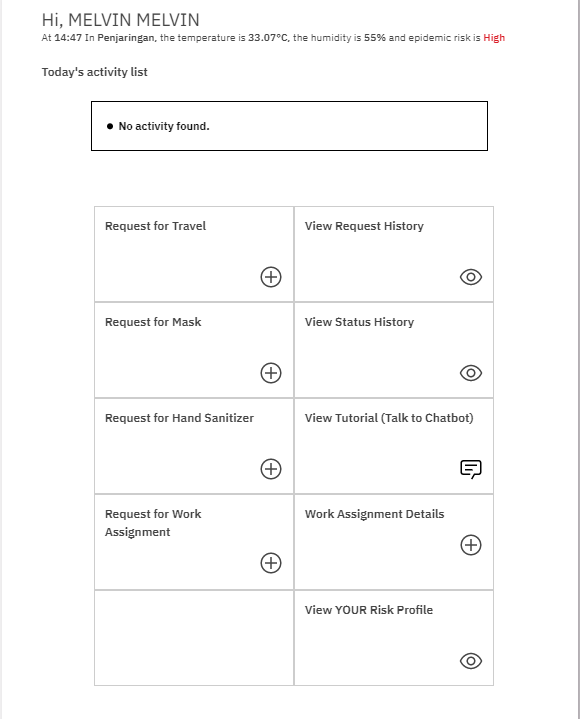 Hi, MELVIN MELVIN
At 14:47 In Penjaringan, the temperature is 33.07°C, the humidity is 55% and epidemic risk is High
Today's activity list
No activity found.
Request for Travel
View Request History
Request for Mask
View Status History
Request for Hand Sanitizer
View Tutorial (Talk to Chatbot)
Request for Work
Assignment
Work Assignment Details
View YOUR Risk Profile